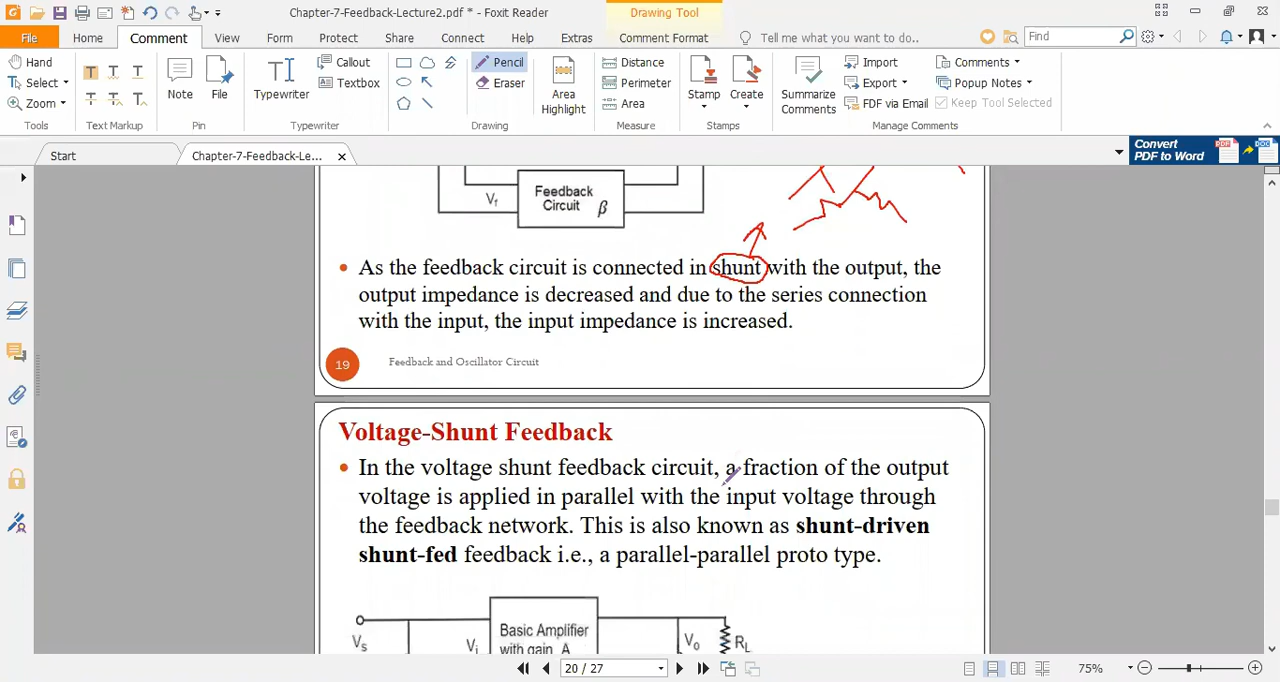 Chapter-7-Feedback-Lecture2.pdf * - Foxit Reader
Drawing Tool
File Home Comment View Form Protect Share Connect Help Extras Comment Format Tell me what you want to do.. Find
Hand
Select
Zoom
Tools
Text Markup
Note
File
Pin
Typewriter
Callout
Textbox
Typewriter
Pencil
Eraser
Drawing
Area
Highlight
Distance
Perimeter
Area
Measure
Stamp
Create
Stamps
Summarize
Comments
Import
Export
FDF via Email
Comments
Popup Notes
Keep Tool Selected
Manage Comments
Start
Chapter-7-Feedback-Le...
Convert
PDF to Word
Vf
Feedback
Circuit β
• As the feedback circuit is connected in shunt with the output, the
output impedance is decreased and due to the series connection
with the input, the input impedance is increased.
19 Feedback and Oscillator Circuit
Voltage-Shunt Feedback
• In the voltage shunt feedback circuit, a fraction of the output
voltage is applied in parallel with the input voltage through
the feedback network. This is also known as shunt-driven
shunt-fed feedback i.e., a parallel-parallel proto type.
Vs
Vi
Basic Amplifier
with gain A
Vo
RL
20 / 27
75%